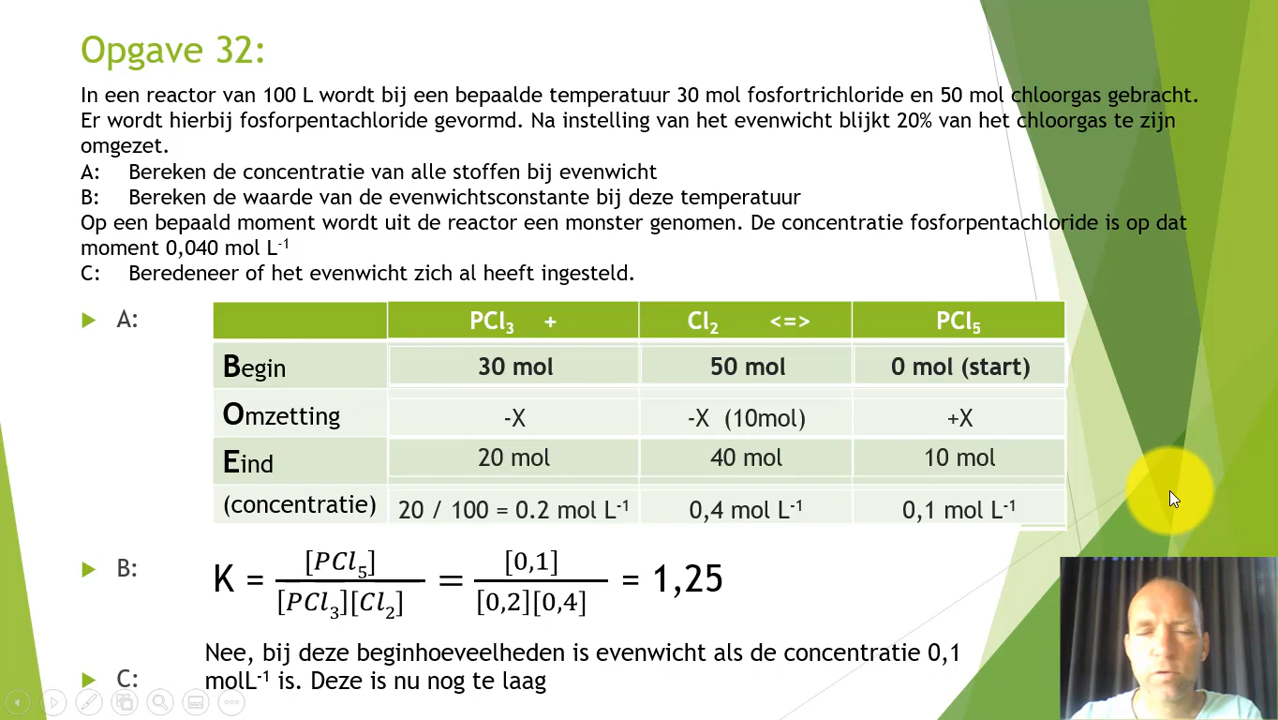 Opgave 32:
In een reactor van 100 L wordt bij een bepaalde temperatuur 30 mol fosfortrichloride en 50 mol chloorgas gebracht.
Er wordt hierbij fosforpentachloride gevormd. Na instelling van het evenwicht blijkt 20% van het chloorgas te zijn
omgezet.
A: Bereken de concentratie van alle stoffen bij evenwicht
B: Bereken de waarde van de evenwichtsconstante bij deze temperatuur
Op een bepaald moment wordt uit de reactor een monster genomen. De concentratie fosforpentachloride is op dat
moment 0,040 mol L⁻¹
C: Beredeneer of het evenwicht zich al heeft ingesteld.
A:
PCl₃ + Cl₂ <=> PCl₅
Begin 30 mol 50 mol 0 mol (start)
Omzetting -X -X (10mol) +X
Eind 20 mol 40 mol 10 mol
(concentratie) 20 / 100 = 0.2 mol L⁻¹ 0,4 mol L⁻¹ 0,1 mol L⁻¹
B: K = [PCl₅] / [PCl₃][Cl₂] = [0,1] / [0,2][0,4] = 1,25
C: Nee, bij deze beginhoeveelheden is evenwicht als de concentratie 0,1
molL⁻¹ is. Deze is nu nog te laag